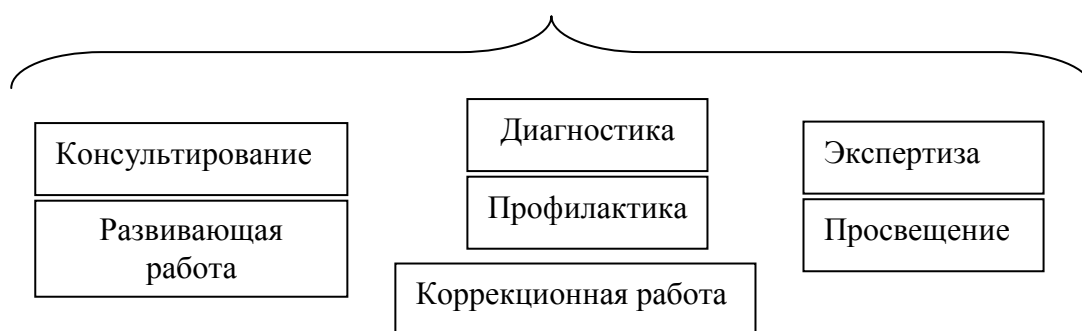 Консультирование
Развивающая
работа
Диагностика
Профилактика
Коррекционная работа
Экспертиза
Просвещение